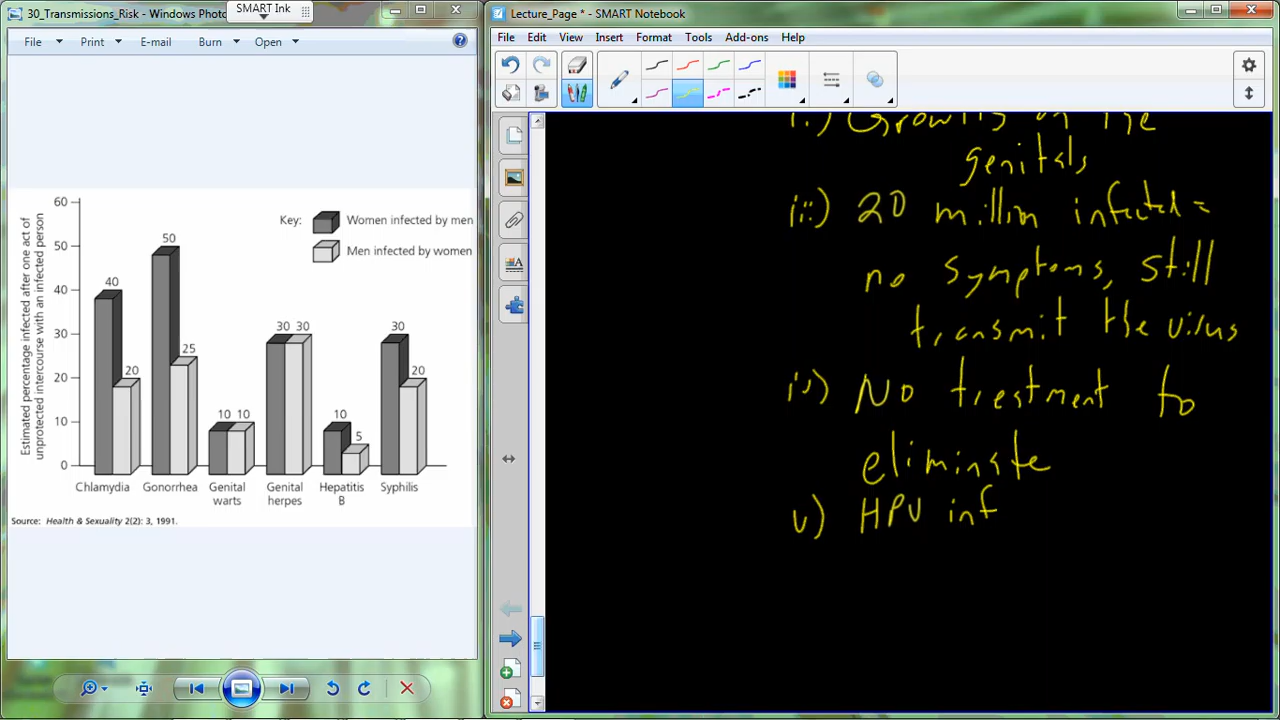 30_Transmissions_Risk - Windows Photo
SMART Ink
File Print E-mail Burn Open
60
50
40
30
20
10
0
Estimated percentage infected after one act of
unprotected intercourse with an infected person
Key: Women infected by men
Men infected by women
40 20
50 25
10 10
30 30
10 5
30 20
Chlamydia Gonorrhea Genital warts Genital herpes Hepatitis B Syphilis
Source: Health & Sexuality 2(2): 3, 1991.
Lecture_Page * - SMART Notebook
File Edit View Insert Format Tools Add-ons Help
the
genitals
iii) 20 million infected =
no symptoms, still
transmit the virus
iv) No treatment to
eliminate
v) HPV inf